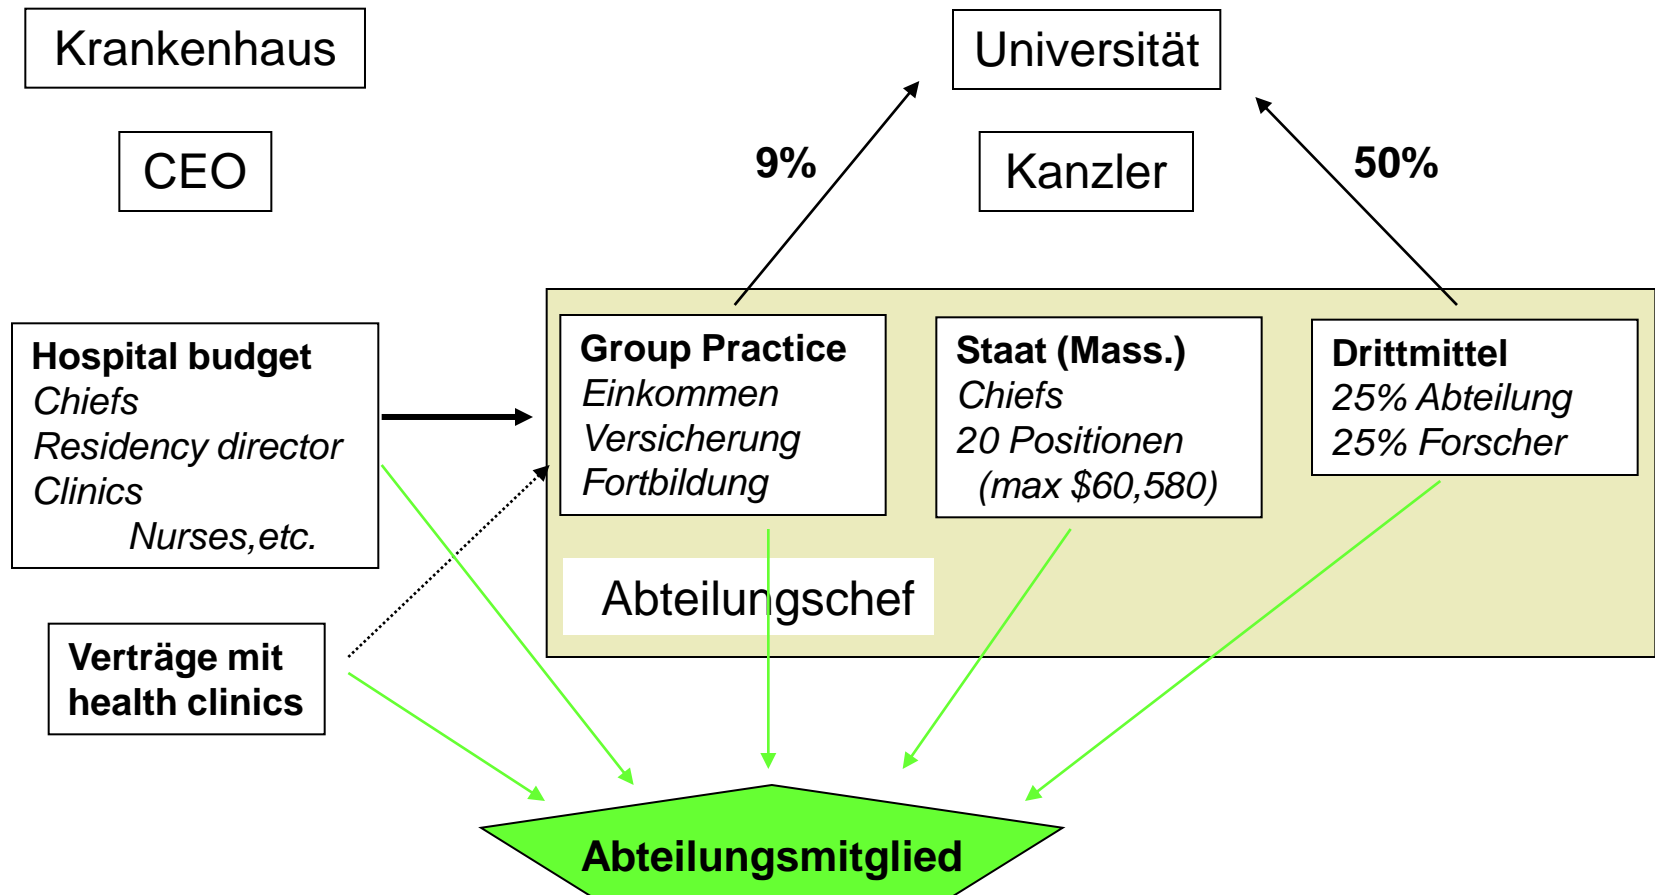 Krankenhaus
Universität
CEO
9%
Kanzler
50%
Hospital budget
Chiefs
Residency director
Clinics
Nurses,etc.
Group Practice
Einkommen
Versicherung
Fortbildung
Staat (Mass.)
Chiefs
20 Positionen
(max $60,580)
Drittmittel
25% Abteilung
25% Forscher
Abteilungschef
Verträge mit
health clinics
Abteilungsmitglied